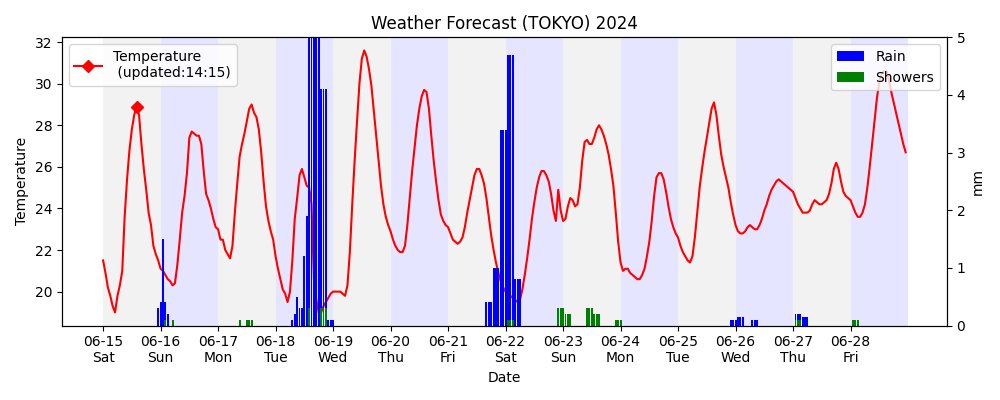 Weather Forecast (TOKYO) 2024
Temperature
(updated:14:15)
Rain
Showers
32
30
28
26
24
22
20
Temperature
5
4
3
2
1
0
mm
06-15 06-16 06-17 06-18 06-19 06-20 06-21 06-22 06-23 06-24 06-25 06-26 06-27 06-28
Sat Sun Mon Tue Wed Thu Fri Sat Sun Mon Tue Wed Thu Fri
Date